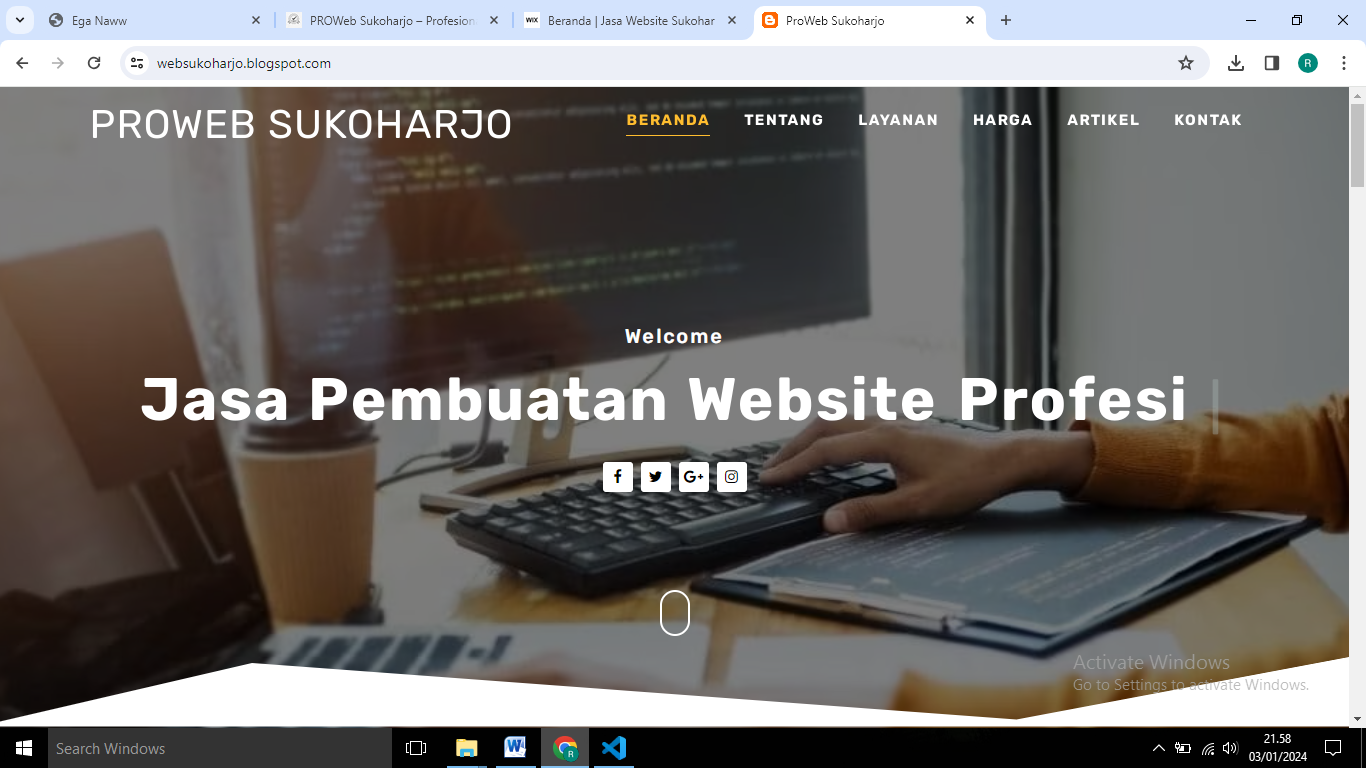 Ega Naww
PROWeb Sukoharjo – Profesion
WIX
Beranda | Jasa Website Sukohar
ProWeb Sukoharjo
websukoharjo.blogspot.com
R
PROWEB SUKOHARJO
BERANDA
TENTANG
LAYANAN
HARGA
ARTIKEL
KONTAK
Welcome
Jasa Pembuatan Website Profesi
Activate Windows
Go to Settings to activate Windows.
Search Windows
21.58
03/01/2024